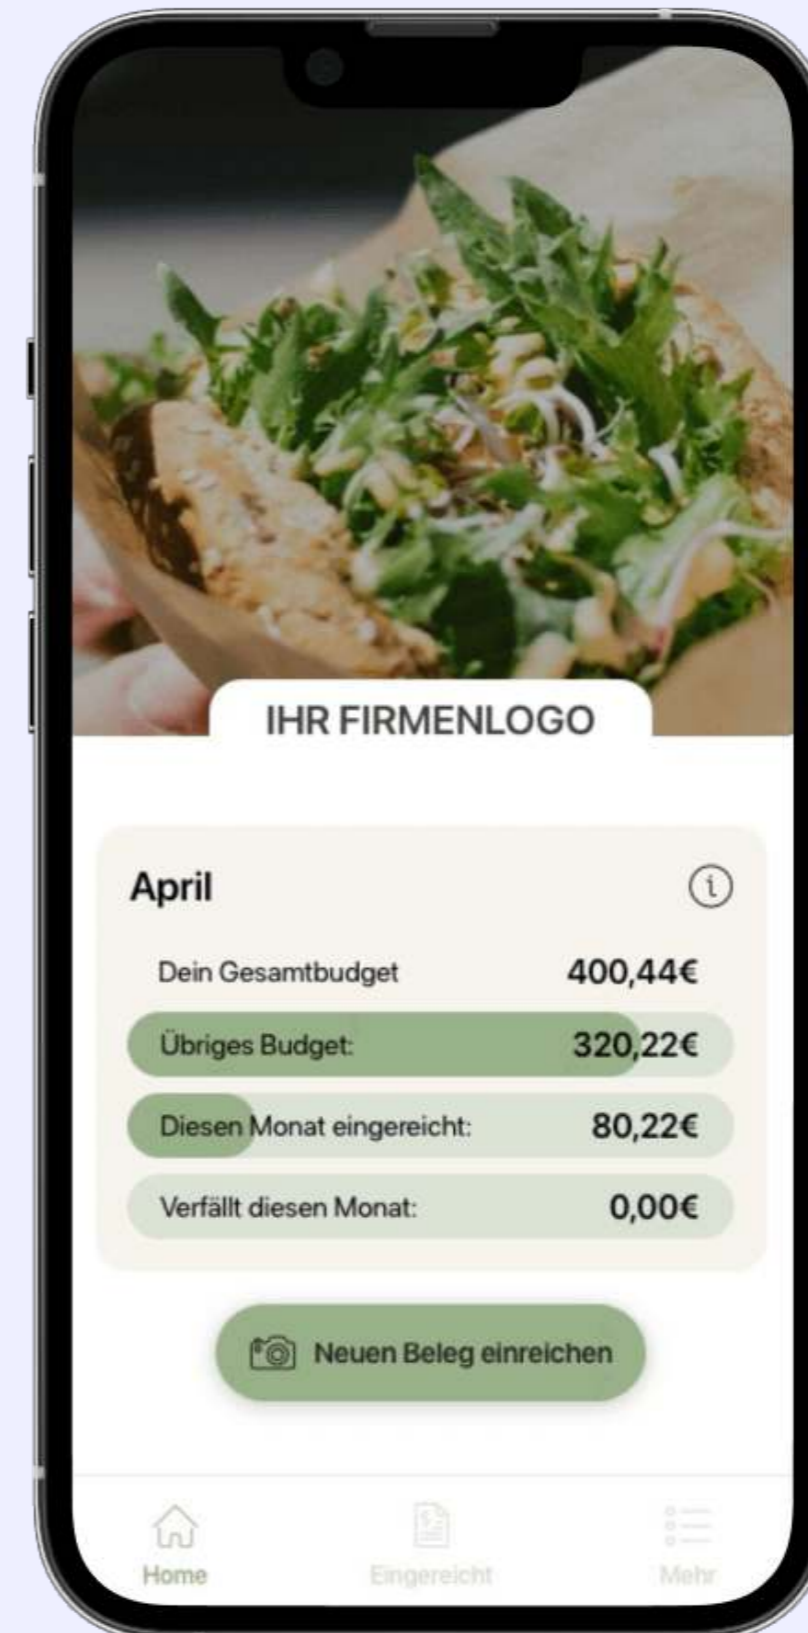 IHR FIRMENLOGO
April
Dein Gesamtbudget 400,44€
Übriges Budget: 320,22€
Diesen Monat eingereicht: 80,22€
Verfällt diesen Monat: 0,00€
Neuen Beleg einreichen
Home Eingereicht Mehr